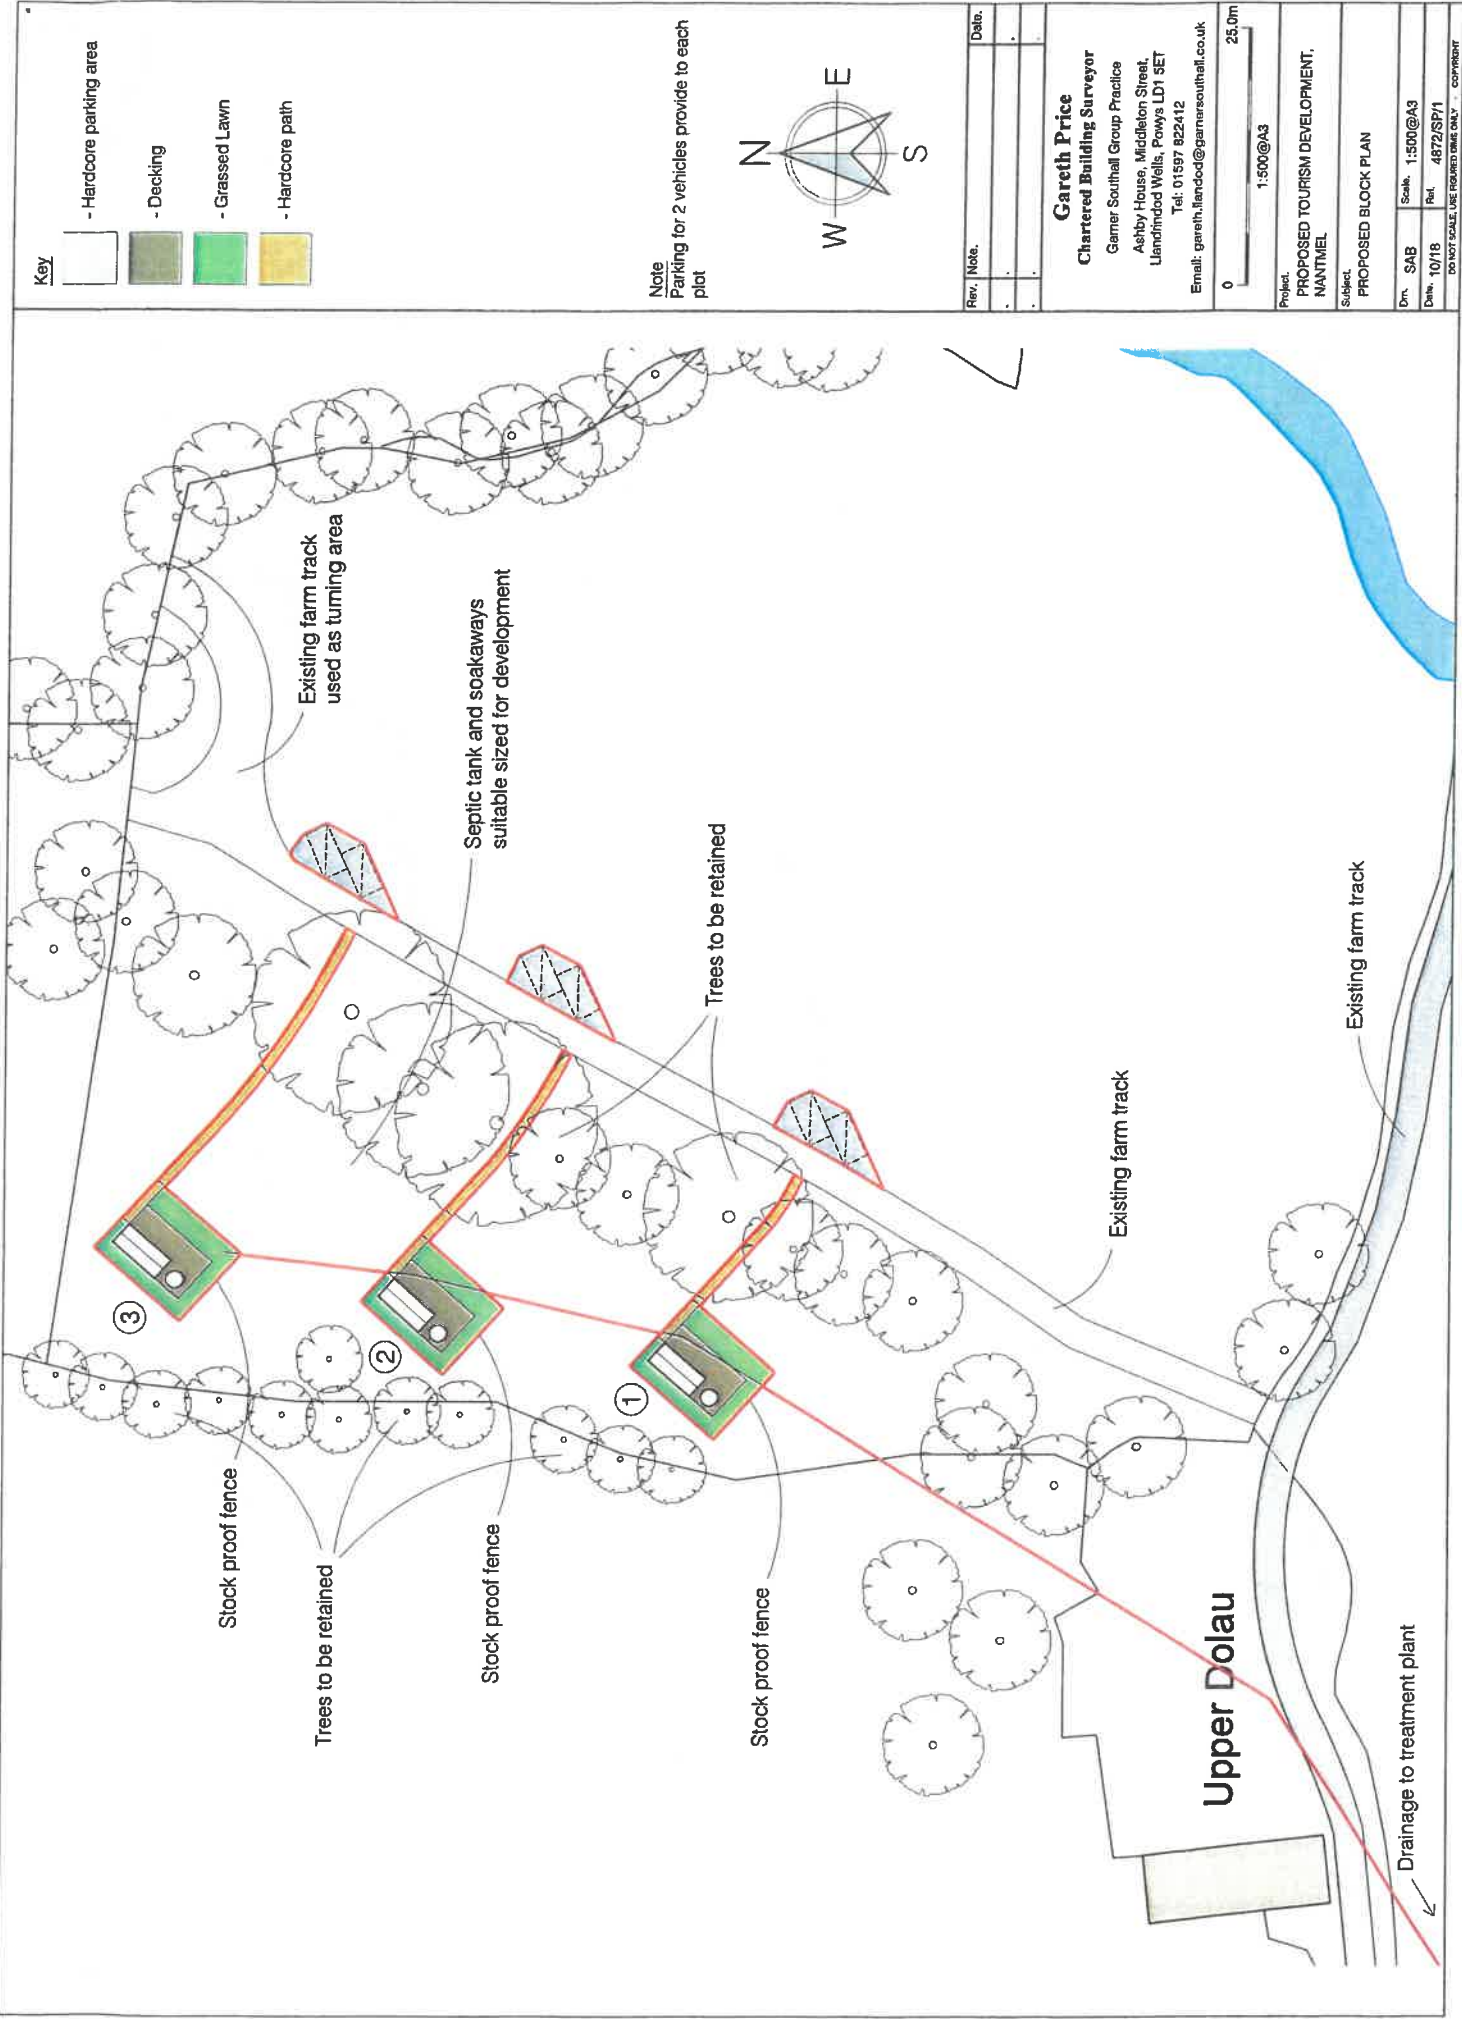 Key
- Hardcore parking area
- Decking
- Grassed Lawn
- Hardcore path
Note
Parking for 2 vehicles provide to each
plot
N
W
E
S
Rev.
Note.
Date.
Gareth Price
Chartered Building Surveyor
Garner Southall Group Practice
Ashby House, Middleton Street,
Llandrindod Wells, Powys LD1 5ET
Tel: 01597 822412
Email: gareth.llandod@garnersouthall.co.uk
0
25.0m
1:500@A3
Project.
PROPOSED TOURISM DEVELOPMENT,
NANTMEL
Subject.
PROPOSED BLOCK PLAN
Drn. SAB
Scale. 1:500@A3
Date. 10/18
Ref. 4872/SP/1
DO NOT SCALE, USE FIGURED DIMS ONLY . COPYRIGHT
Existing farm track
used as turning area
Septic tank and soakaways
suitable sized for development
Trees to be retained
Existing farm track
Existing farm track
3
2
1
Stock proof fence
Trees to be retained
Stock proof fence
Stock proof fence
Upper Dolau
Drainage to treatment plant